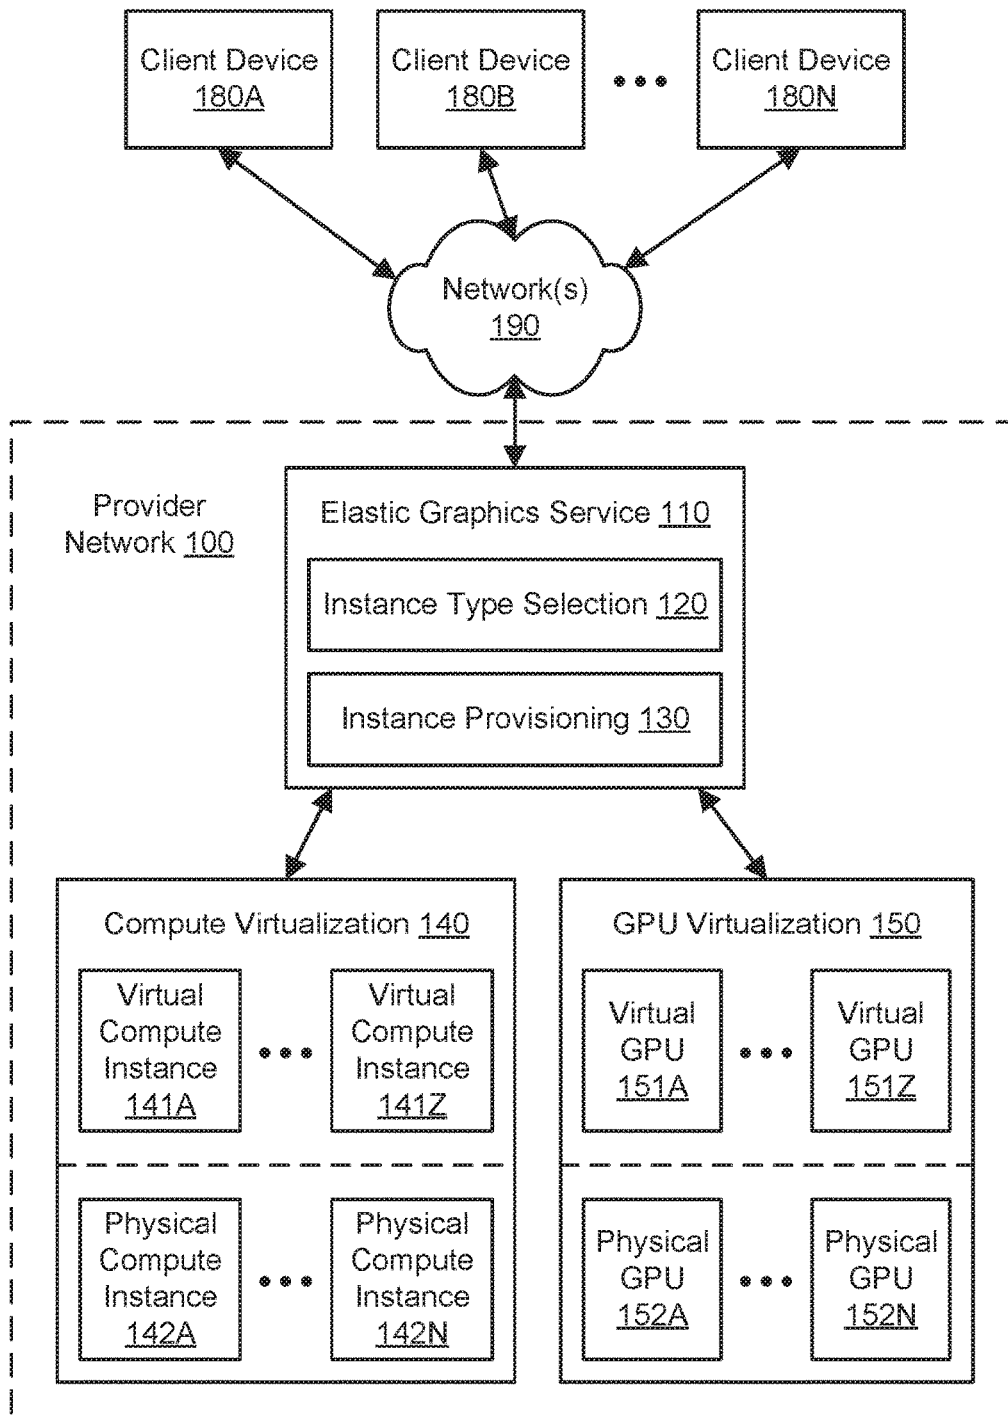 Client Device
180A
Client Device
180B
Client Device
180N
Network(s)
190
Provider
Network 100
Elastic Graphics Service 110
Instance Type Selection 120
Instance Provisioning 130
Compute Virtualization 140
Virtual
Compute
Instance
141A
Virtual
Compute
Instance
141Z
Physical
Compute
Instance
142A
Physical
Compute
Instance
142N
GPU Virtualization 150
Virtual
GPU
151A
Virtual
GPU
151Z
Physical
GPU
152A
Physical
GPU
152N